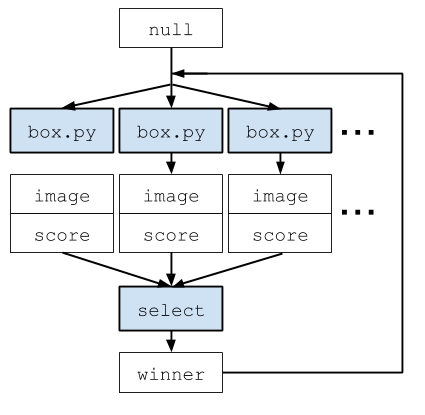 null
box.py box.py box.py ...
image image image ...
score score score
select
winner